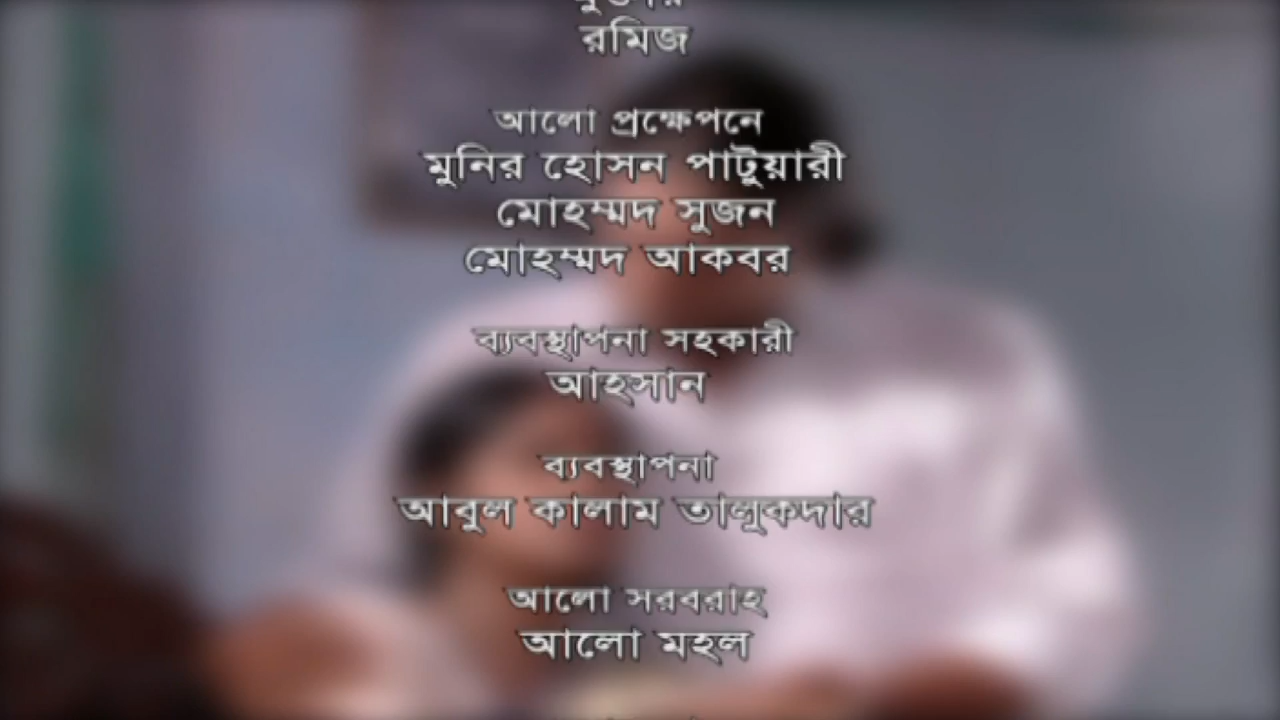 রমিজ
আলো প্রক্ষেপনে
মুনির হোসন পাটুয়ারী
মোহম্মদ সুজন
মোহম্মদ আকবর
ব্যবস্থাপনা সহকারী
আহসান
ব্যবস্থাপনা
আবুল কালাম তালুকদার
আলো সরবরাহ
আলো মহল